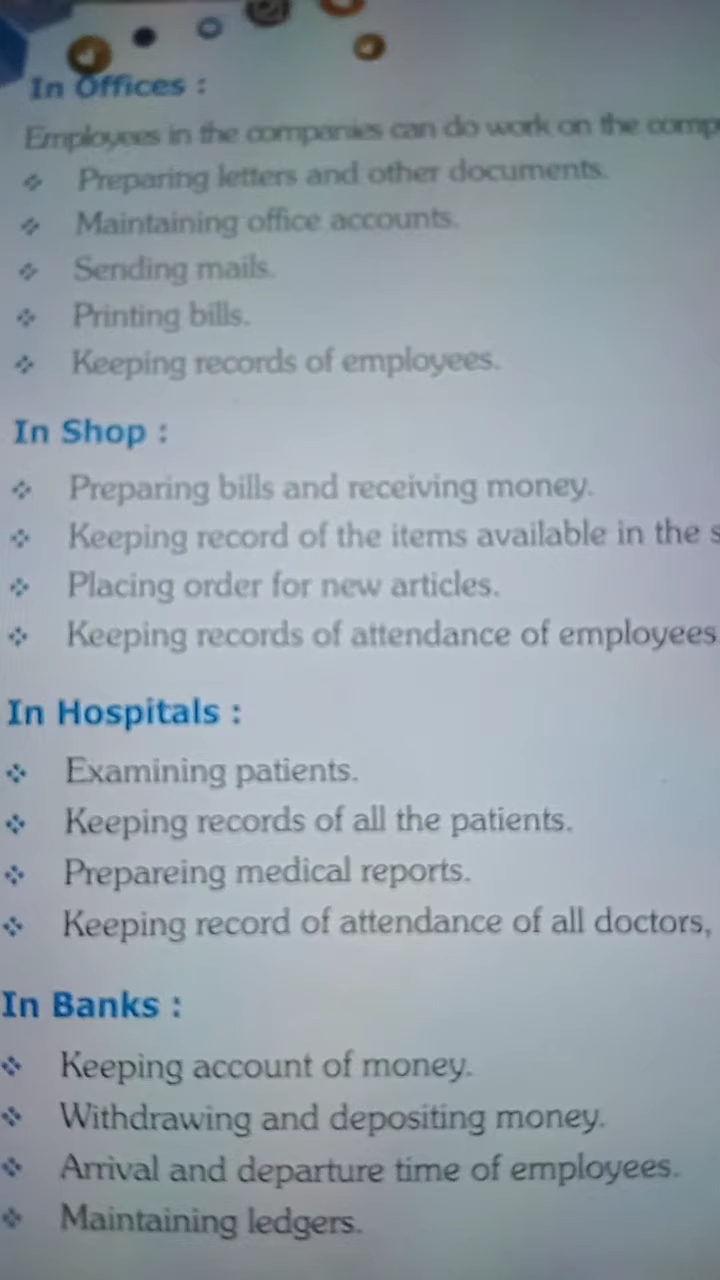 In Offices :
Employees in the companies can do work on the comp
Preparing letters and other documents.
Maintaining office accounts.
Sending mails.
Printing bills.
Keeping records of employees.
In Shop :
Preparing bills and receiving money.
Keeping record of the items available in the s
Placing order for new articles.
Keeping records of attendance of employees
In Hospitals :
Examining patients.
Keeping records of all the patients.
Prepareing medical reports.
Keeping record of attendance of all doctors,
In Banks :
Keeping account of money.
Withdrawing and depositing money.
Arrival and departure time of employees.
Maintaining ledgers.